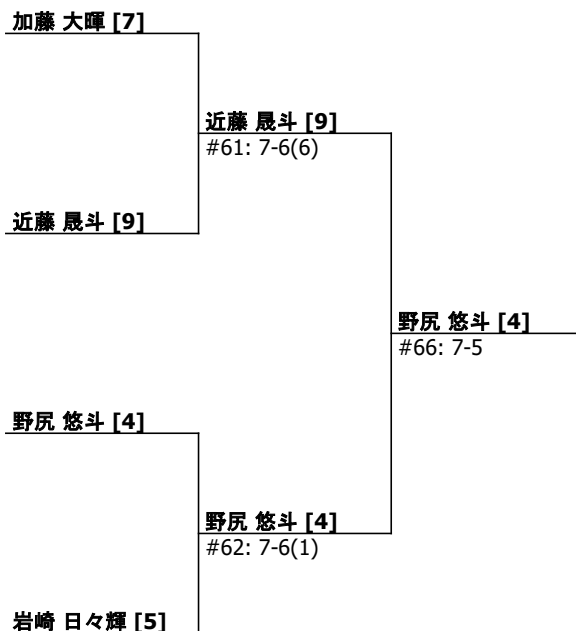 加藤 大暉 [7]
近藤 晟斗 [9]
#61: 7-6(6)
近藤 晟斗 [9]
野尻 悠斗 [4]
#66: 7-5
野尻 悠斗 [4]
野尻 悠斗 [4]
#62: 7-6(1)
岩崎 日々輝 [5]